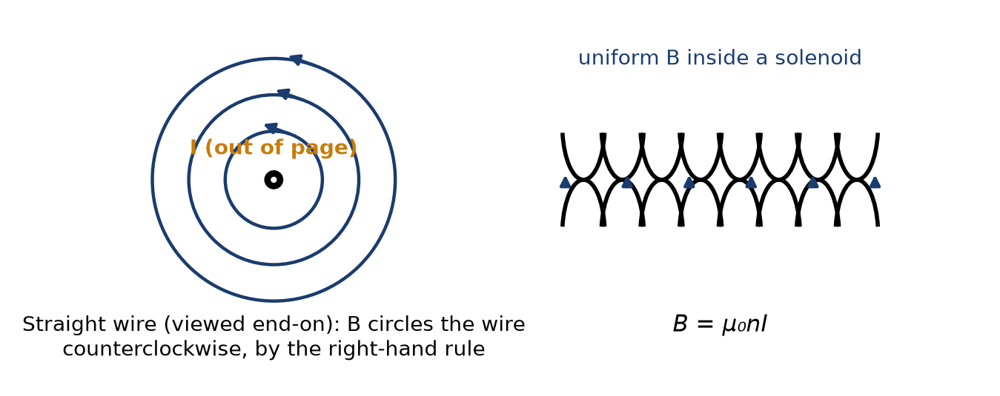 uniform B inside a solenoid
I (out of page)
Straight wire (viewed end-on): B circles the wire
counterclockwise, by the right-hand rule
B = μ₀nI